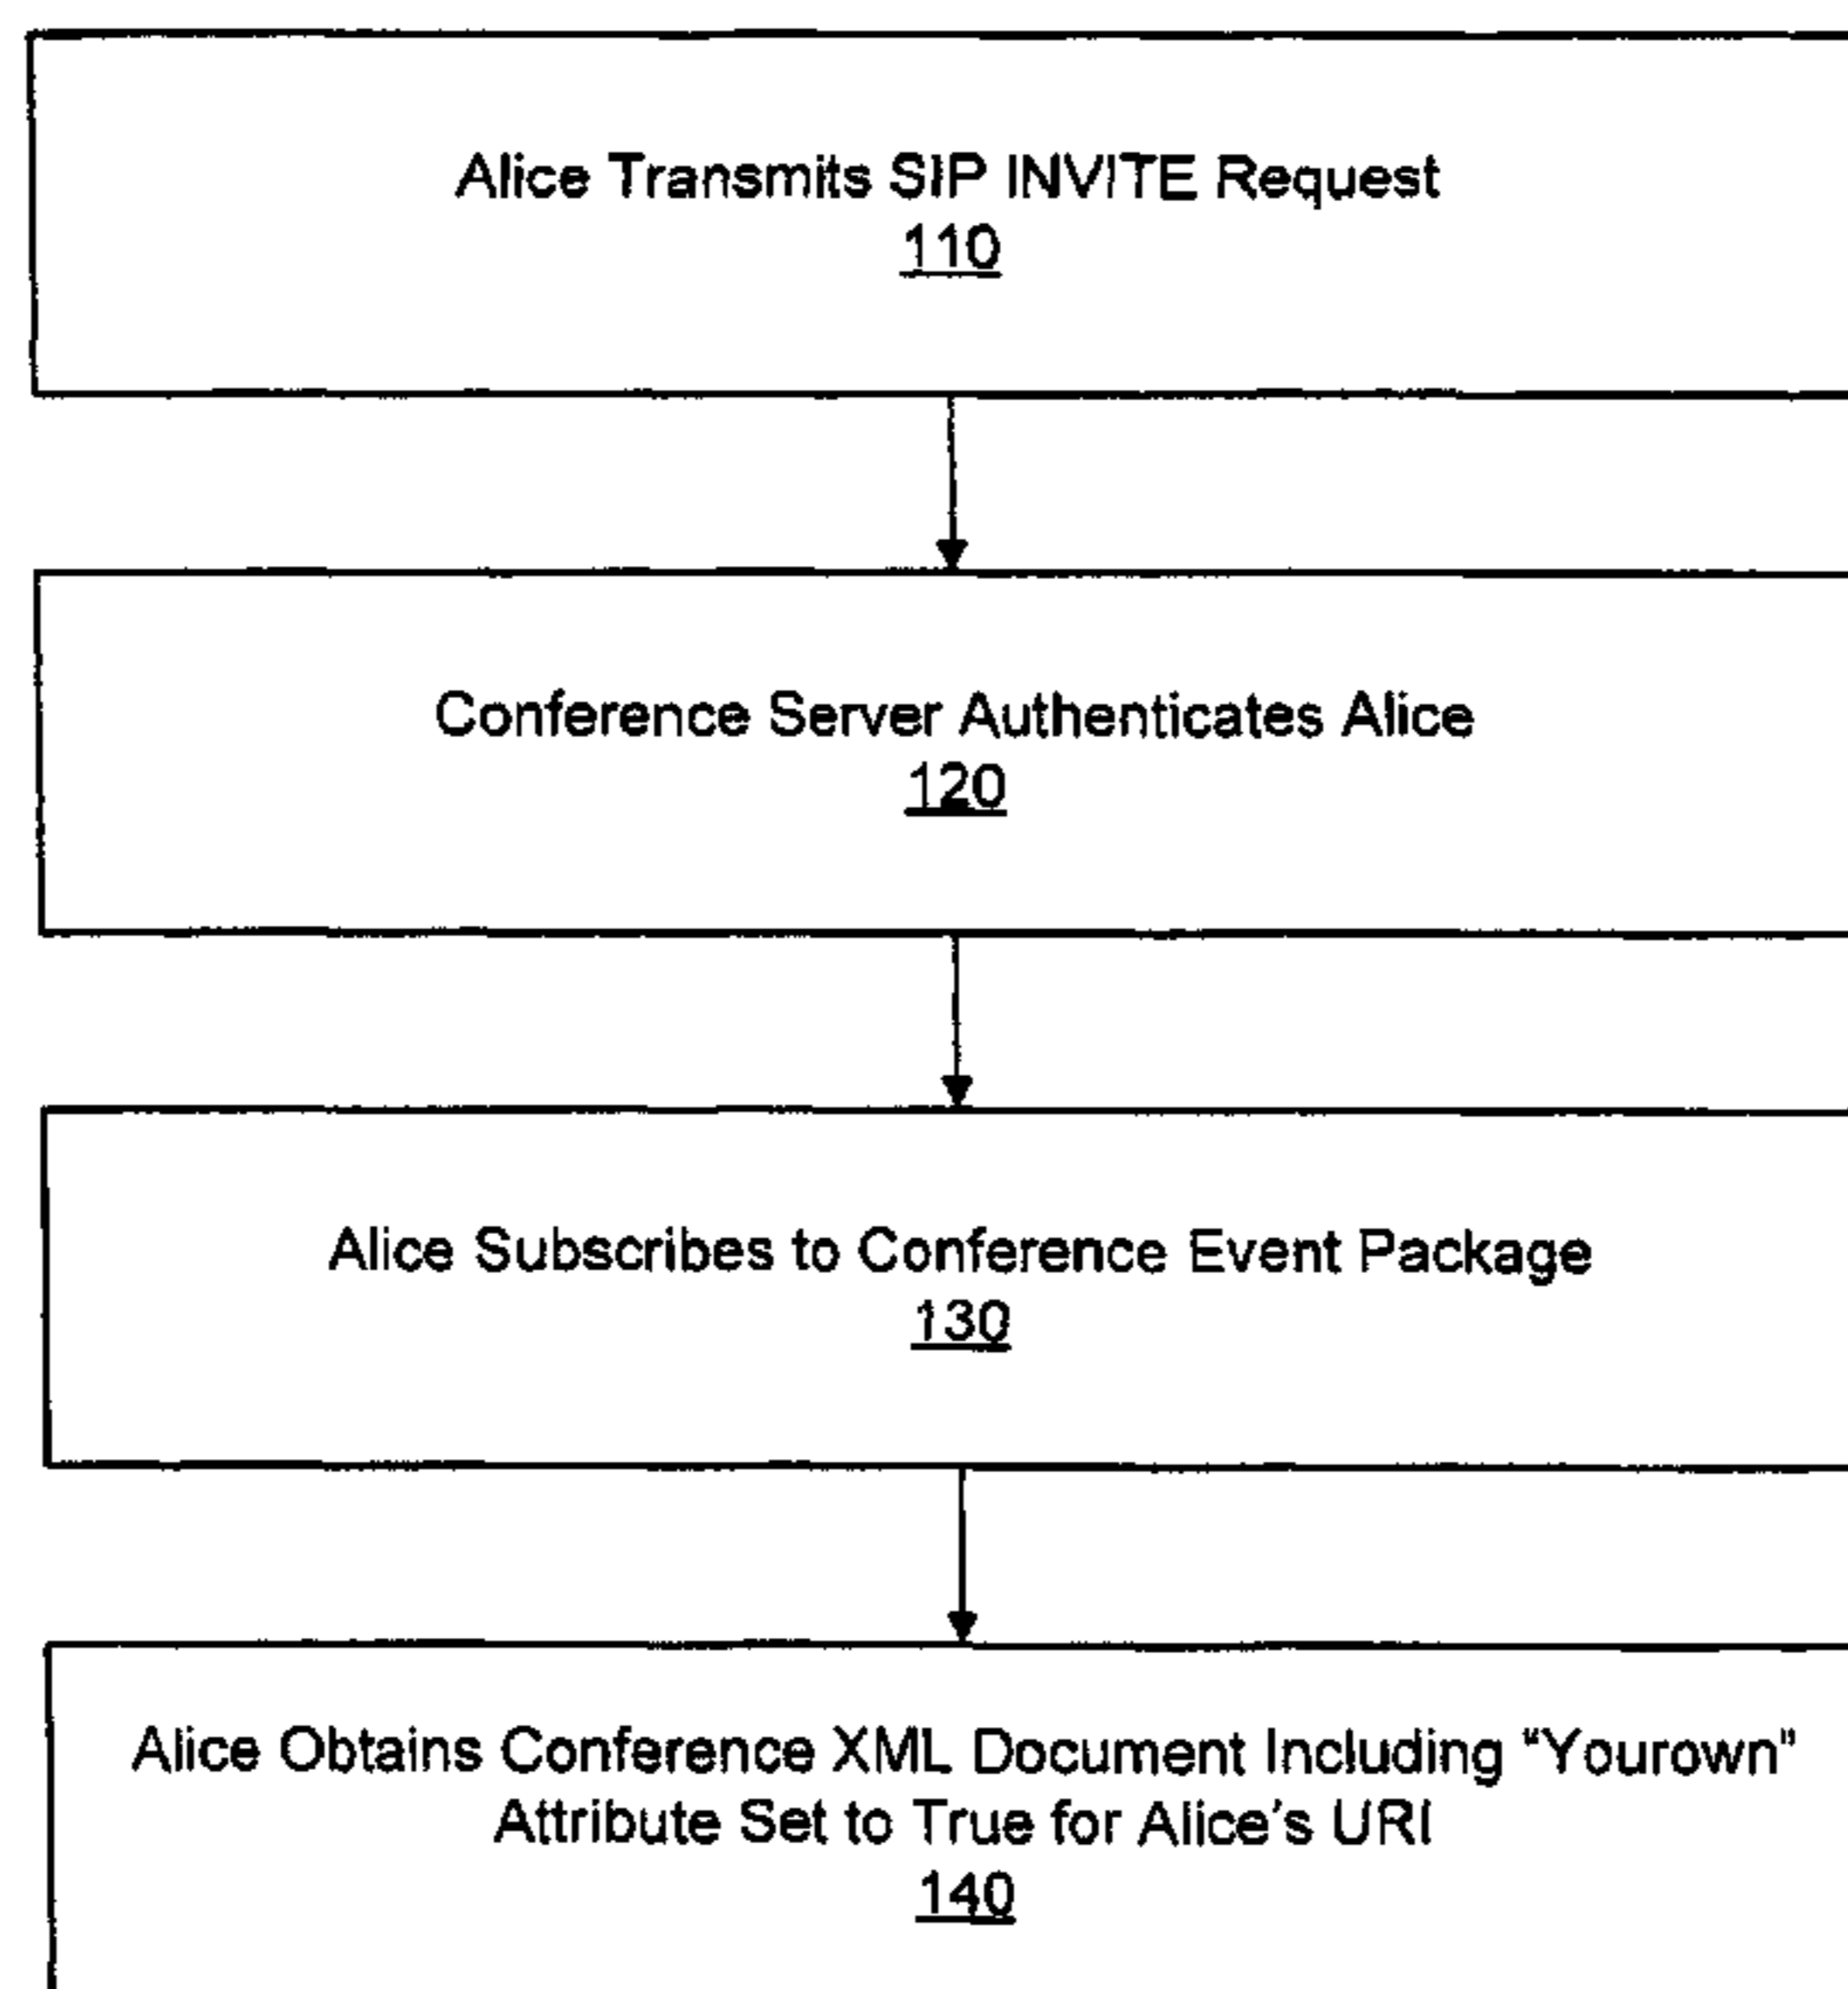 Alice Transmits SIP INVITE Request
110
Conference Server Authenticates Alice
120
Alice Subscribes to Conference Event Package
130
Alice Obtains Conference XML Document Including “Yourown”
Attribute Set to True for Alice's URI
140